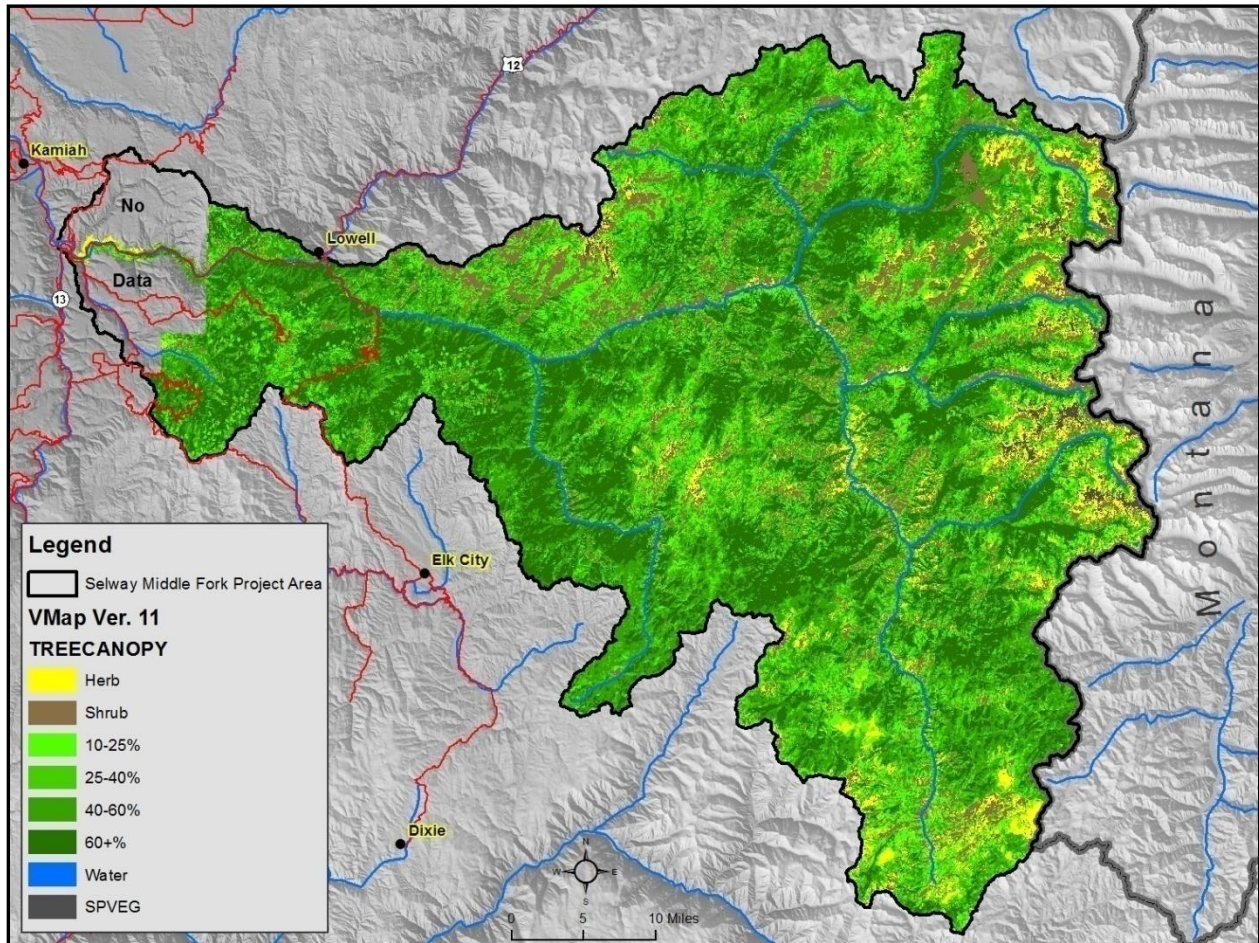 12
Kamiah
No
Lowell
Data
13
Montana
Legend
Selway Middle Fork Project Area
VMap Ver. 11
TREECANOPY
Herb
Shrub
10-25%
25-40%
40-60%
60+%
Water
SPVEG
Elk City
Dixie
N
W E
S
0 5 10 Miles